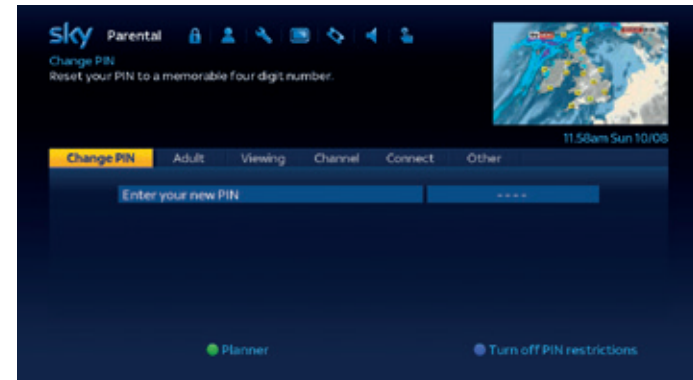 sky Parental
Change PIN
Reset your PIN to a memorable four digit number.
11.58am Sun 10/08
Change PIN Adult Viewing Channel Connect Other
Enter your new PIN - - - -
Planner Turn off PIN restrictions